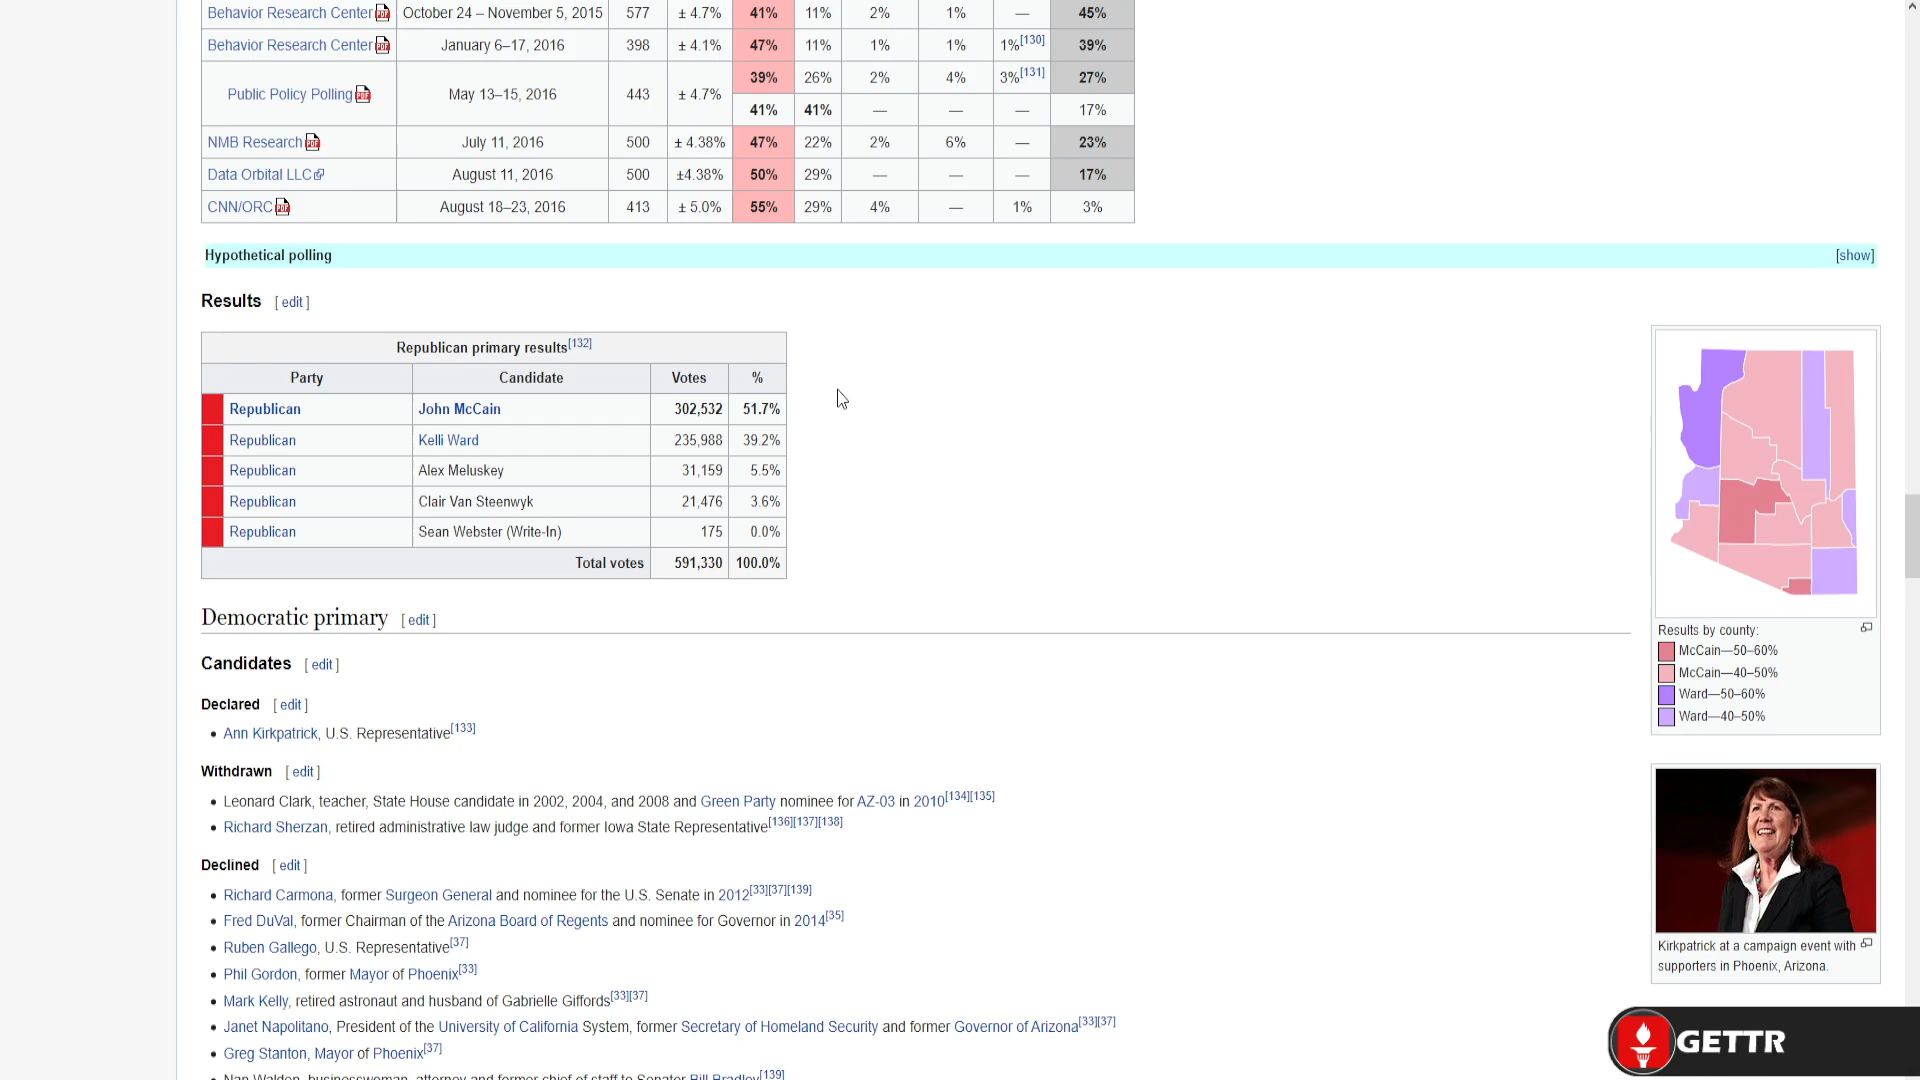 Behavior Research Center October 24 – November 5, 2015 577 ± 4.7% 41% 11% 2% 1% — 45%
Behavior Research Center January 6–17, 2016 398 ± 4.1% 47% 11% 1% 1% 1%[130] 39%
Public Policy Polling May 13–15, 2016 443 ± 4.7% 39% 26% 2% 4% 3%[131] 27%
41% 41% — — — 17%
NMB Research July 11, 2016 500 ± 4.38% 47% 22% 2% 6% — 23%
Data Orbital LLC August 11, 2016 500 ±4.38% 50% 29% — — — 17%
CNN/ORC August 18–23, 2016 413 ± 5.0% 55% 29% 4% — 1% 3%
Hypothetical polling [show]
Results [ edit ]
Republican primary results[132]
Party Candidate Votes %
Republican John McCain 302,532 51.7%
Republican Kelli Ward 235,988 39.2%
Republican Alex Meluskey 31,159 5.5%
Republican Clair Van Steenwyk 21,476 3.6%
Republican Sean Webster (Write-In) 175 0.0%
Total votes 591,330 100.0%
Results by county:
McCain—50–60%
McCain—40–50%
Ward—50–60%
Ward—40–50%
Democratic primary [ edit ]
Candidates [ edit ]
Declared [ edit ]
• Ann Kirkpatrick, U.S. Representative[133]
Withdrawn [ edit ]
• Leonard Clark, teacher, State House candidate in 2002, 2004, and 2008 and Green Party nominee for AZ-03 in 2010[134][135]
• Richard Sherzan, retired administrative law judge and former Iowa State Representative[136][137][138]
Declined [ edit ]
• Richard Carmona, former Surgeon General and nominee for the U.S. Senate in 2012[33][37][139]
• Fred DuVal, former Chairman of the Arizona Board of Regents and nominee for Governor in 2014[35]
• Ruben Gallego, U.S. Representative[37]
• Phil Gordon, former Mayor of Phoenix[33]
• Mark Kelly, retired astronaut and husband of Gabrielle Giffords[33][37]
• Janet Napolitano, President of the University of California System, former Secretary of Homeland Security and former Governor of Arizona[33][37]
• Greg Stanton, Mayor of Phoenix[37]
• Nan Walden, businesswoman, attorney and former chief of staff to Senator Bill Bradley[139]
Kirkpatrick at a campaign event with
supporters in Phoenix, Arizona.
GETTR